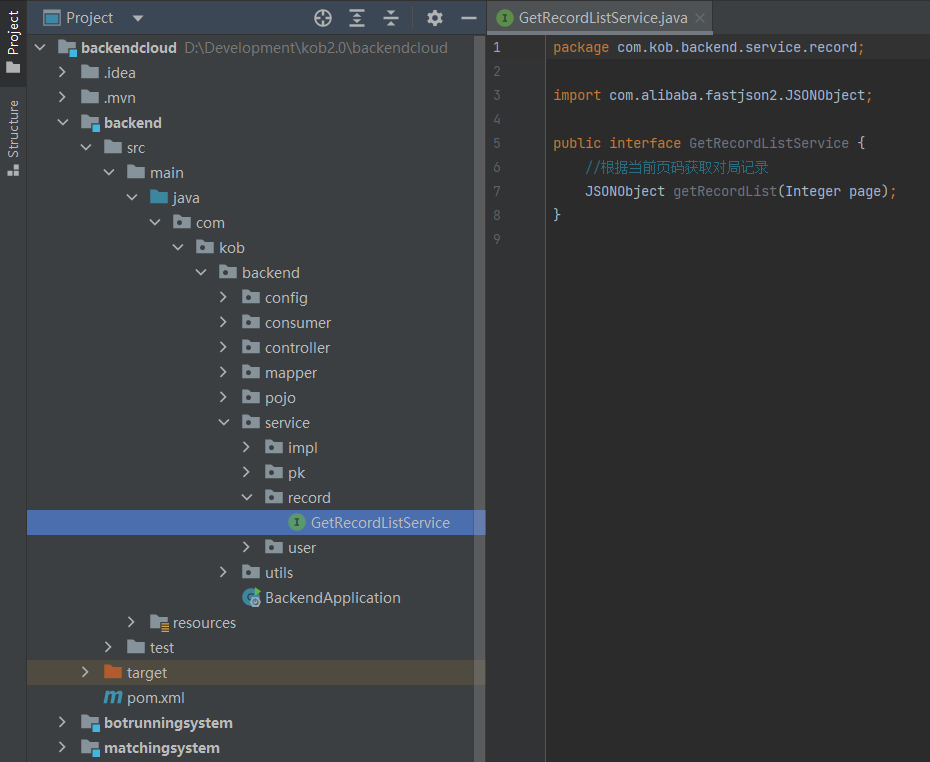 Project
Structure
Project
backendcloud D:\Development\kob2.0\backendcloud
.idea
.mvn
backend
src
main
java
com
kob
backend
config
consumer
controller
mapper
pojo
service
impl
pk
record
GetRecordListService
user
utils
BackendApplication
resources
test
target
pom.xml
botrunningsystem
matchingsystem
GetRecordListService.java
1 package com.kob.backend.service.record;
2
3 import com.alibaba.fastjson2.JSONObject;
4
5 public interface GetRecordListService {
6 //根据当前页码获取对局记录
7 JSONObject getRecordList(Integer page);
8 }
9